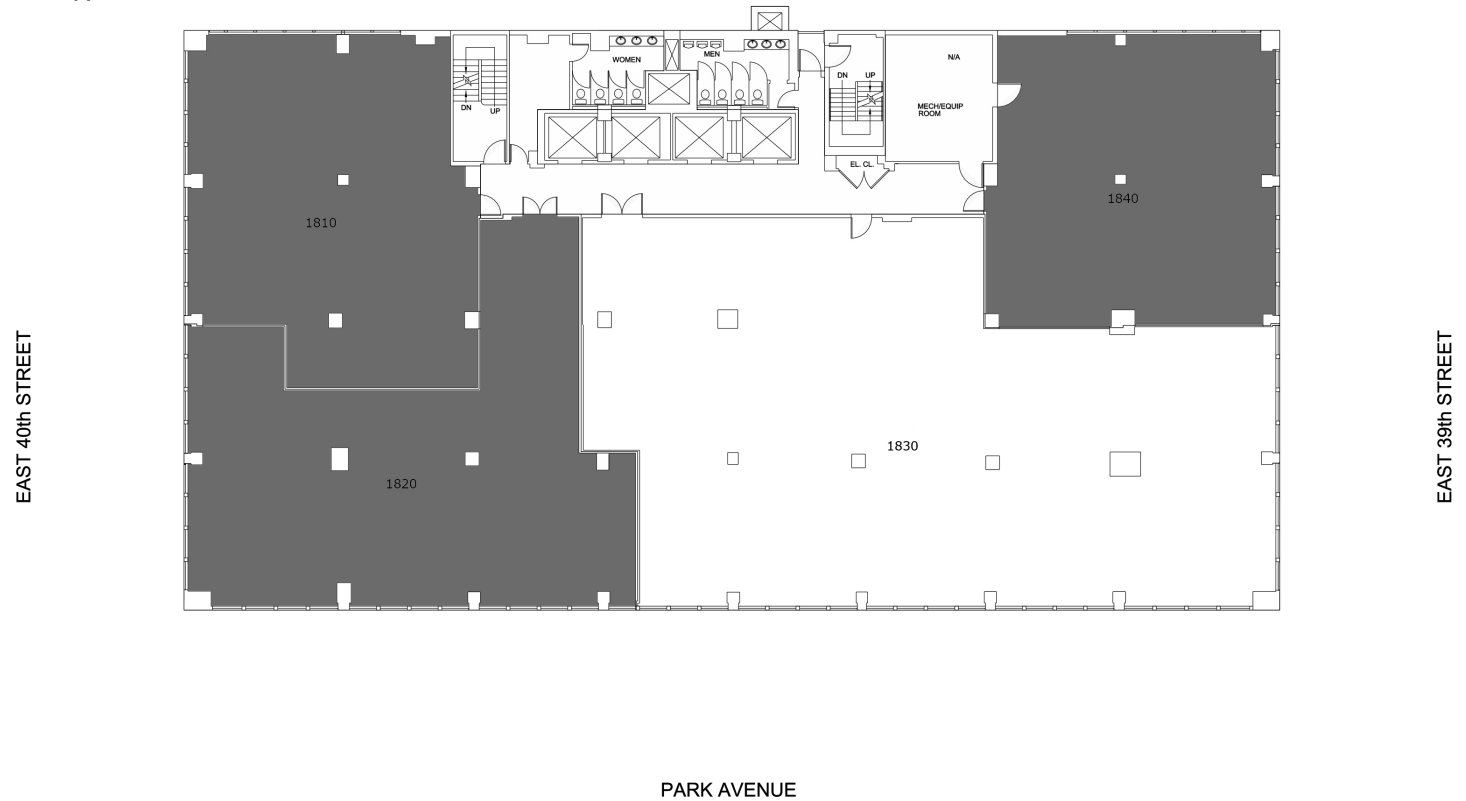 WOMEN
MEN
N/A
DN
UP
DN
UP
MECH/EQUIP
ROOM
EL. CL.
1810
1840
EAST 40th STREET
EAST 39th STREET
1830
1820
PARK AVENUE